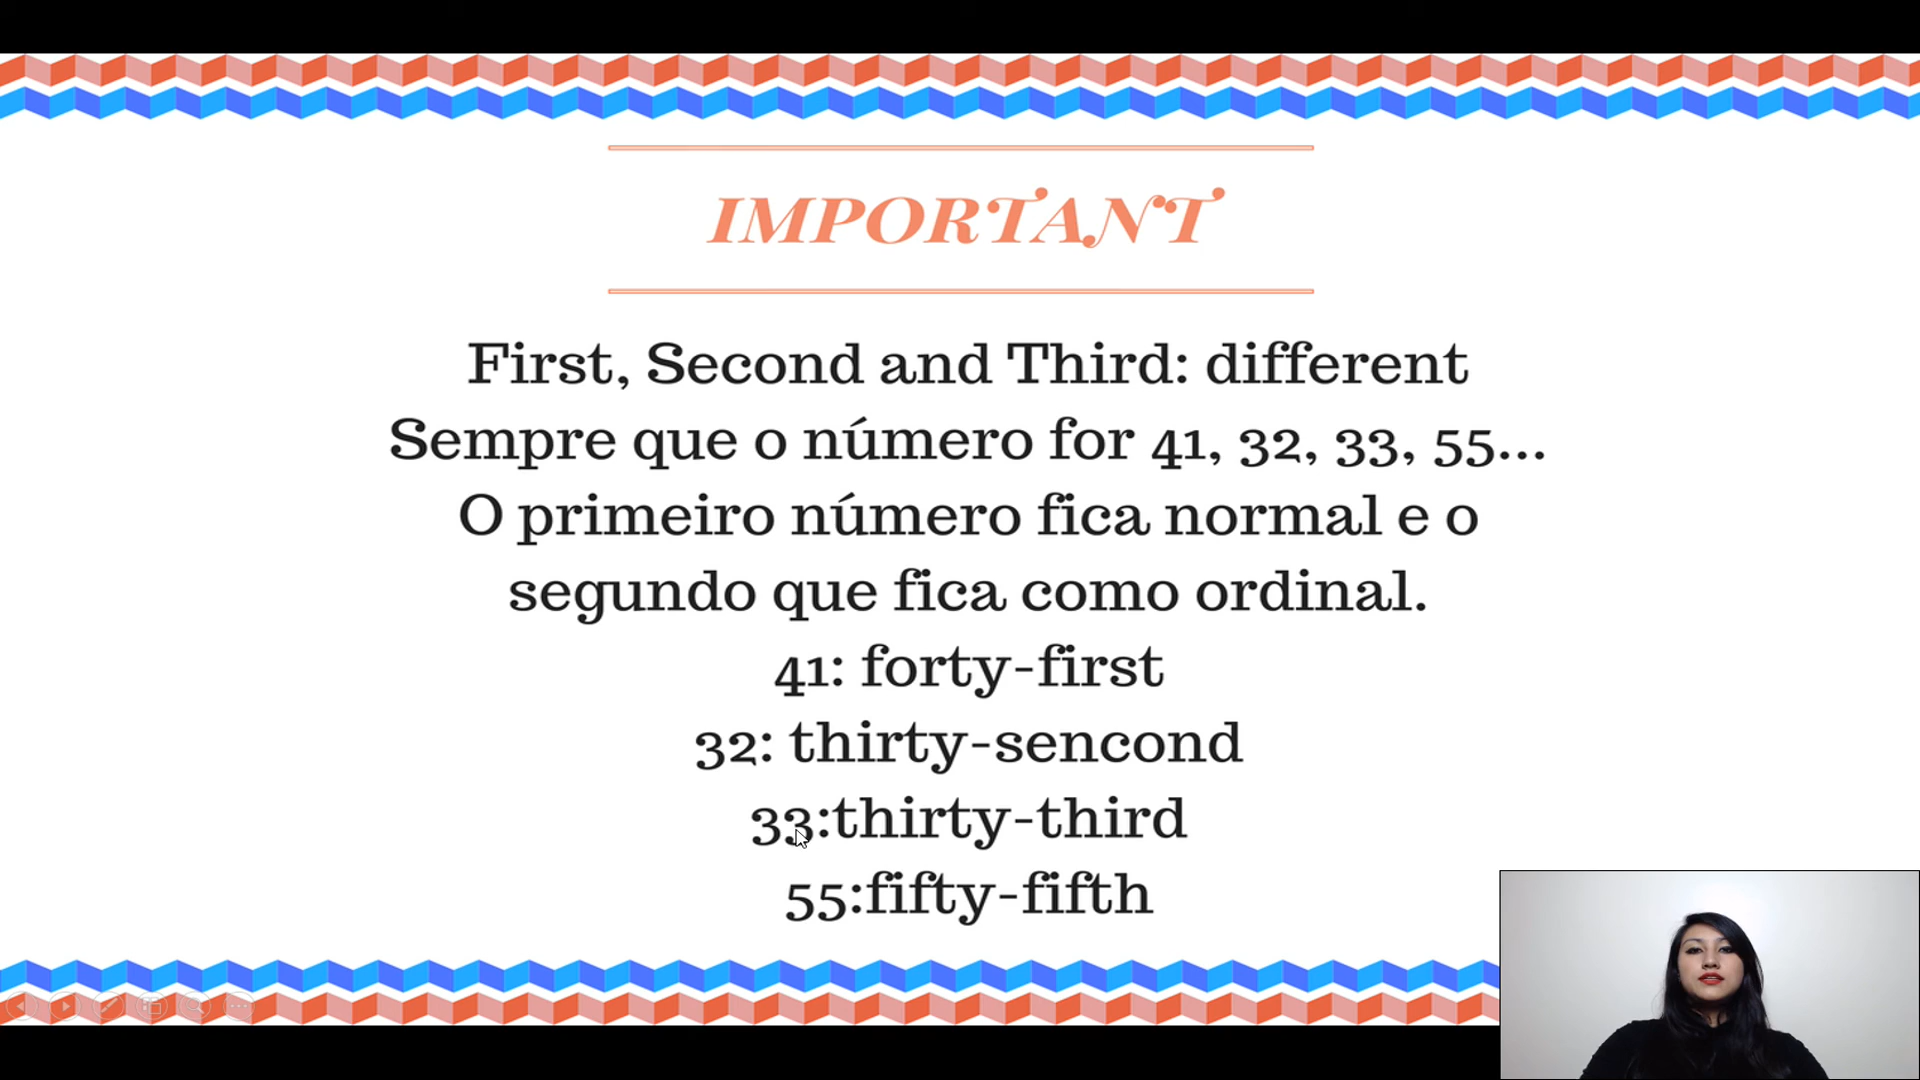 IMPORTANT
First, Second and Third: different
Sempre que o número for 41, 32, 33, 55...
O primeiro número fica normal e o
segundo que fica como ordinal.
41: forty-first
32: thirty-sencond
33:thirty-third
55:fifty-fifth